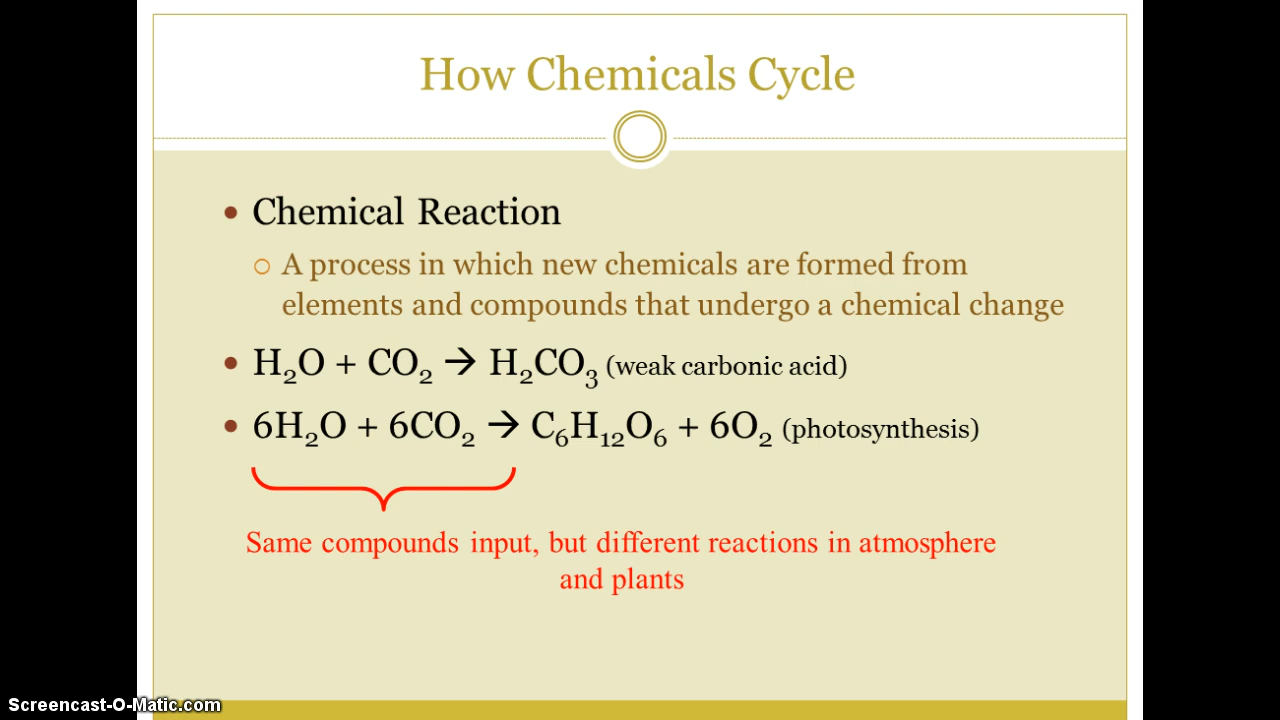 How Chemicals Cycle
• Chemical Reaction
○ A process in which new chemicals are formed from
elements and compounds that undergo a chemical change
• H₂O + CO₂ → H₂CO₃ (weak carbonic acid)
• 6H₂O + 6CO₂ → C₆H₁₂O₆ + 6O₂ (photosynthesis)
Same compounds input, but different reactions in atmosphere
and plants
Screencast-O-Matic.com